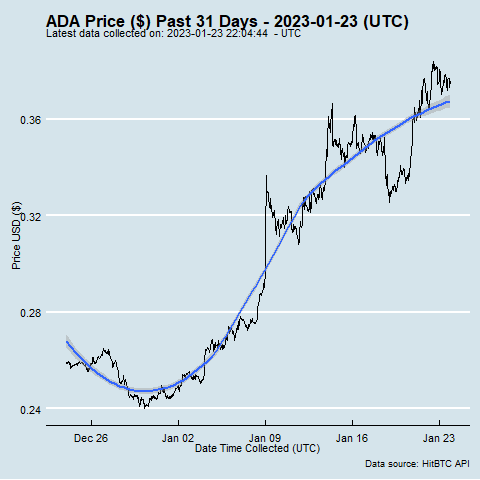 ADA Price ($) Past 31 Days - 2023-01-23 (UTC)
Latest data collected on: 2023-01-23 22:04:44 - UTC
0.36
0.32
0.28
0.24
Price USD ($)
Dec 26 Jan 02 Jan 09 Jan 16 Jan 23
Date Time Collected (UTC)
Data source: HitBTC API